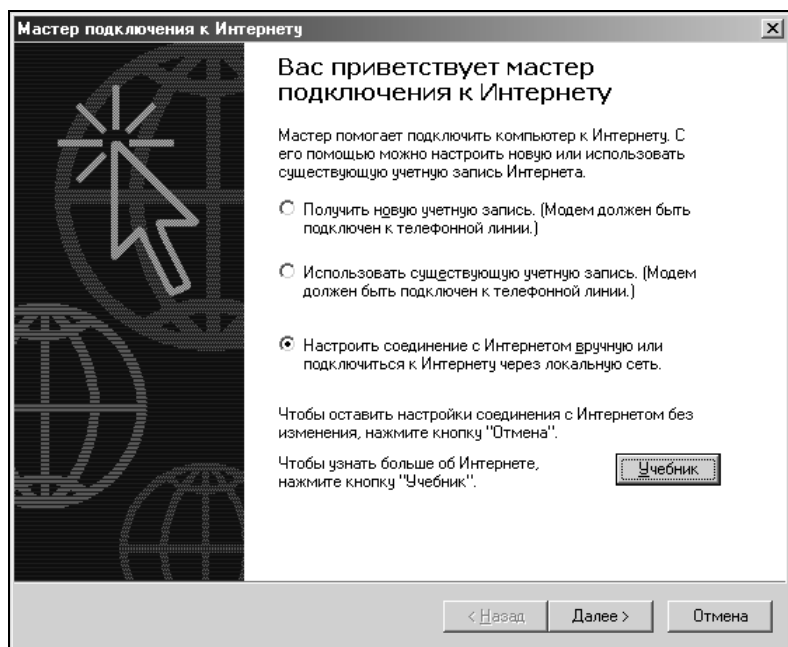 Мастер подключения к Интернету
Вас приветствует мастер
подключения к Интернету
Мастер помогает подключить компьютер к Интернету. С
его помощью можно настроить новую или использовать
существующую учетную запись Интернета.
Получить новую учетную запись. (Модем должен быть
подключен к телефонной линии.)
Использовать существующую учетную запись. (Модем
должен быть подключен к телефонной линии.)
Настроить соединение с Интернетом вручную или
подключиться к Интернету через локальную сеть.
Чтобы оставить настройки соединения с Интернетом без
изменения, нажмите кнопку "Отмена".
Чтобы узнать больше об Интернете,
нажмите кнопку "Учебник".
Учебник
< Назад
Далее >
Отмена